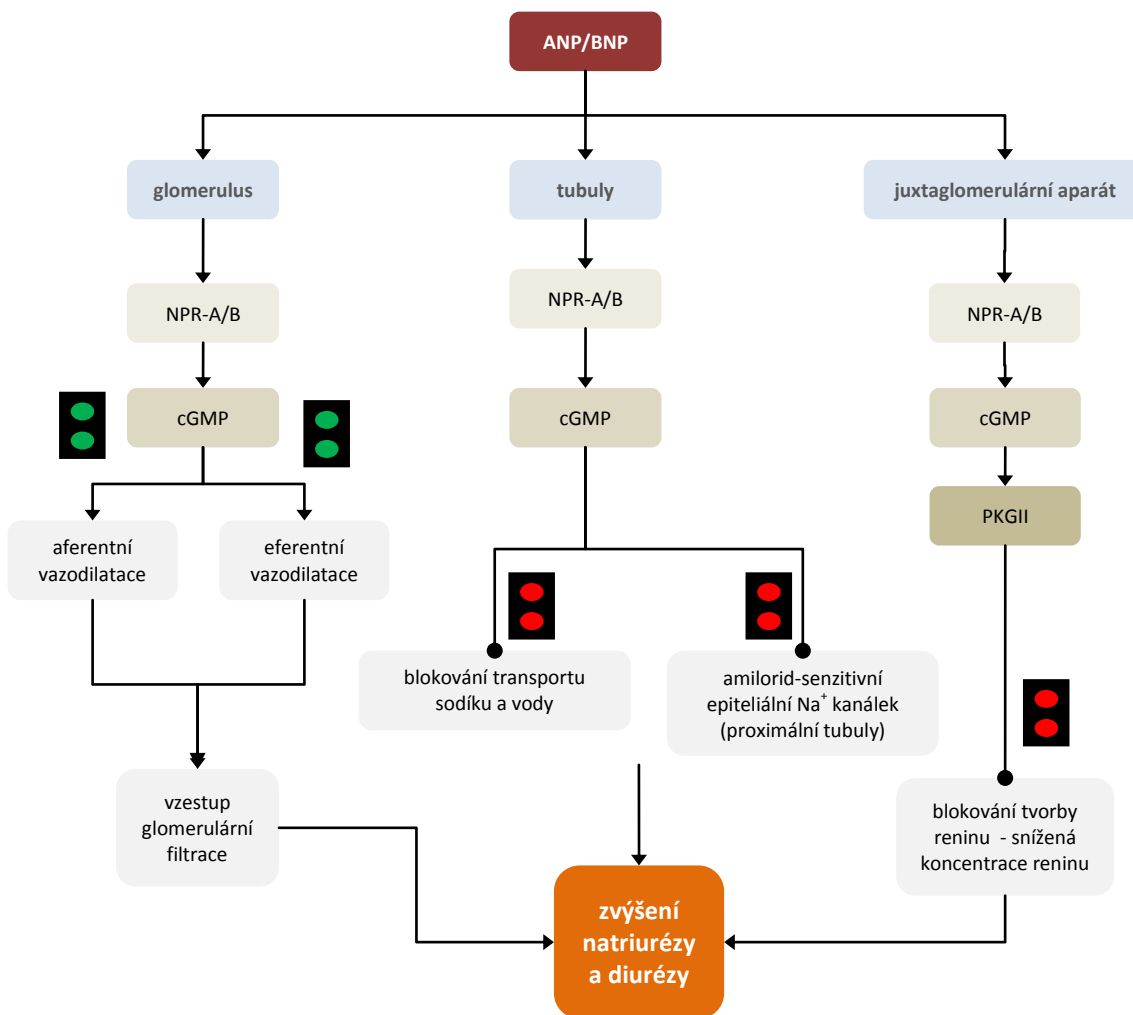 ANP/BNP
glomerulus
tubuly
juxtaglomerulární aparát
NPR-A/B
NPR-A/B
NPR-A/B
cGMP
cGMP
cGMP
PKGII
aferentní
vazodilatace
eferentní
vazodilatace
blokování transportu
sodíku a vody
amilorid-senzitivní
epiteliální Na⁺ kanálek
(proximální tubuly)
vzestup
glomerulární
filtrace
blokování tvorby
reninu - snížená
koncentrace reninu
zvýšení
natriurézy
a diurézy